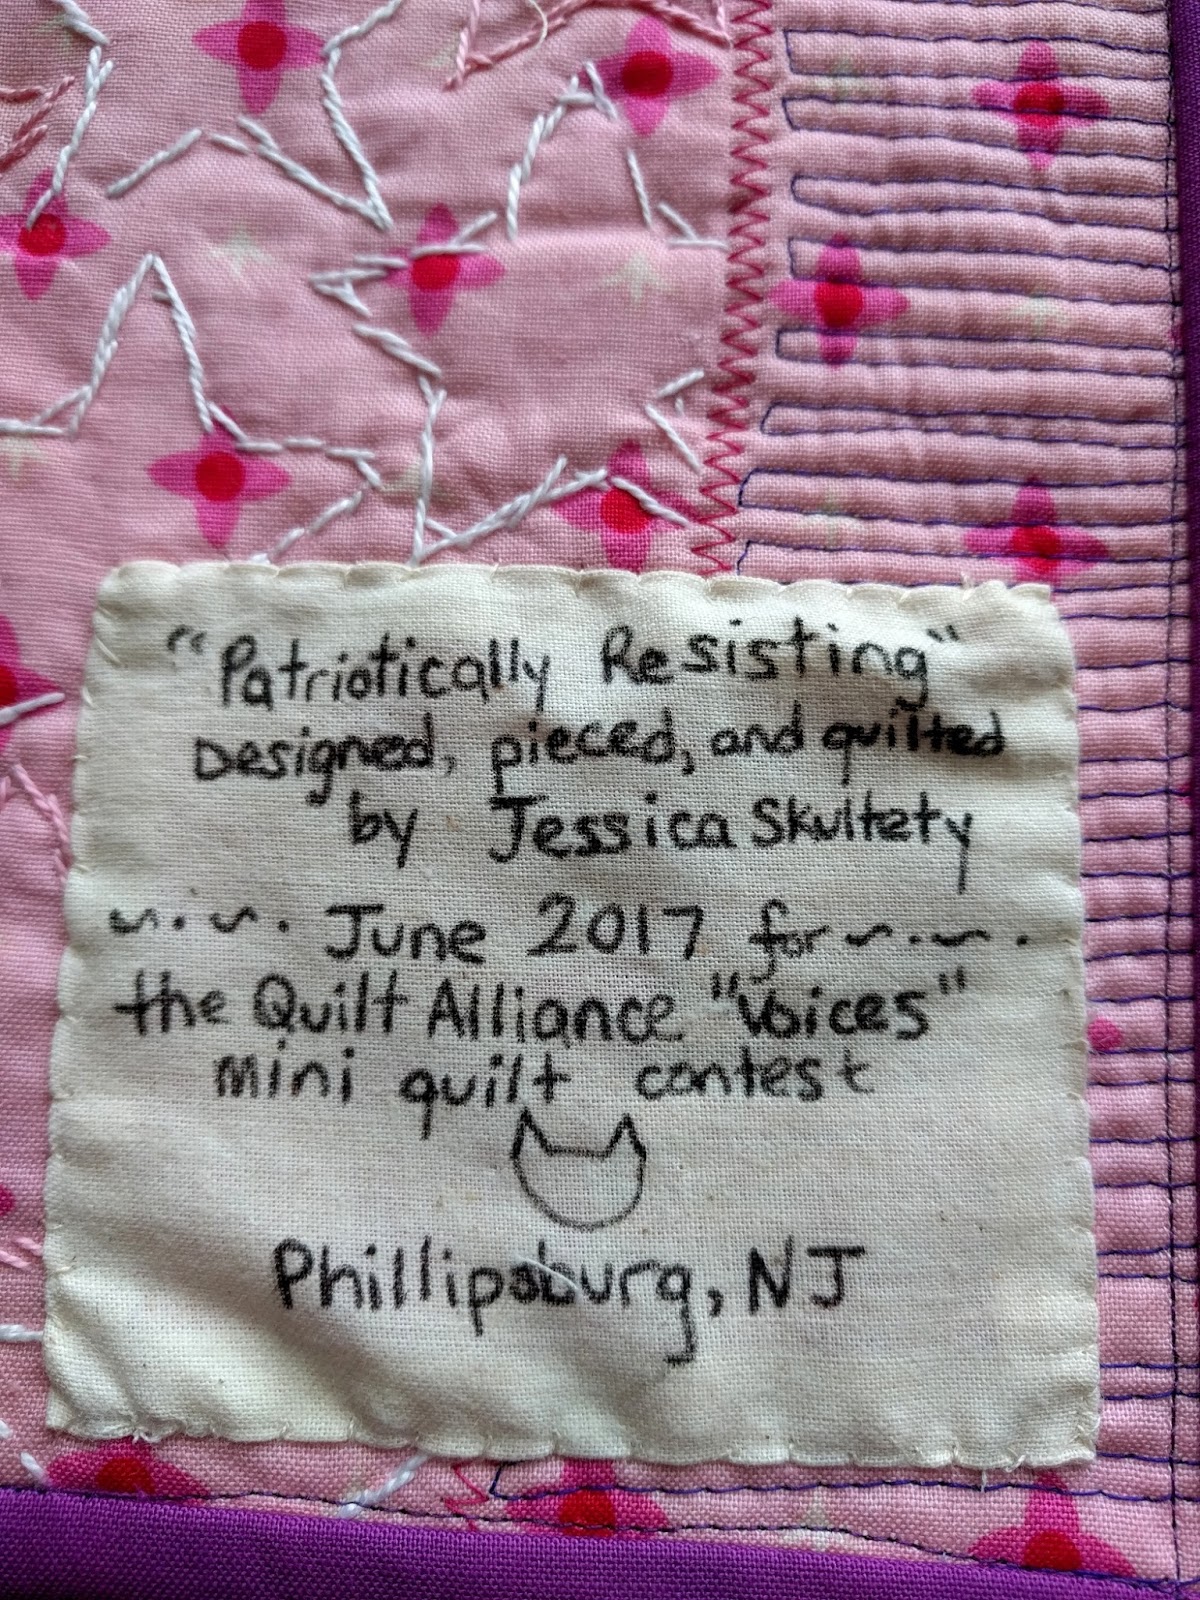 "Patriotically Resisting"
Designed, pieced, and quilted
by Jessica Skultety
~.~. June 2017 for ~.~.
the Quilt Alliance "Voices"
mini quilt contest
Phillipsburg, NJ